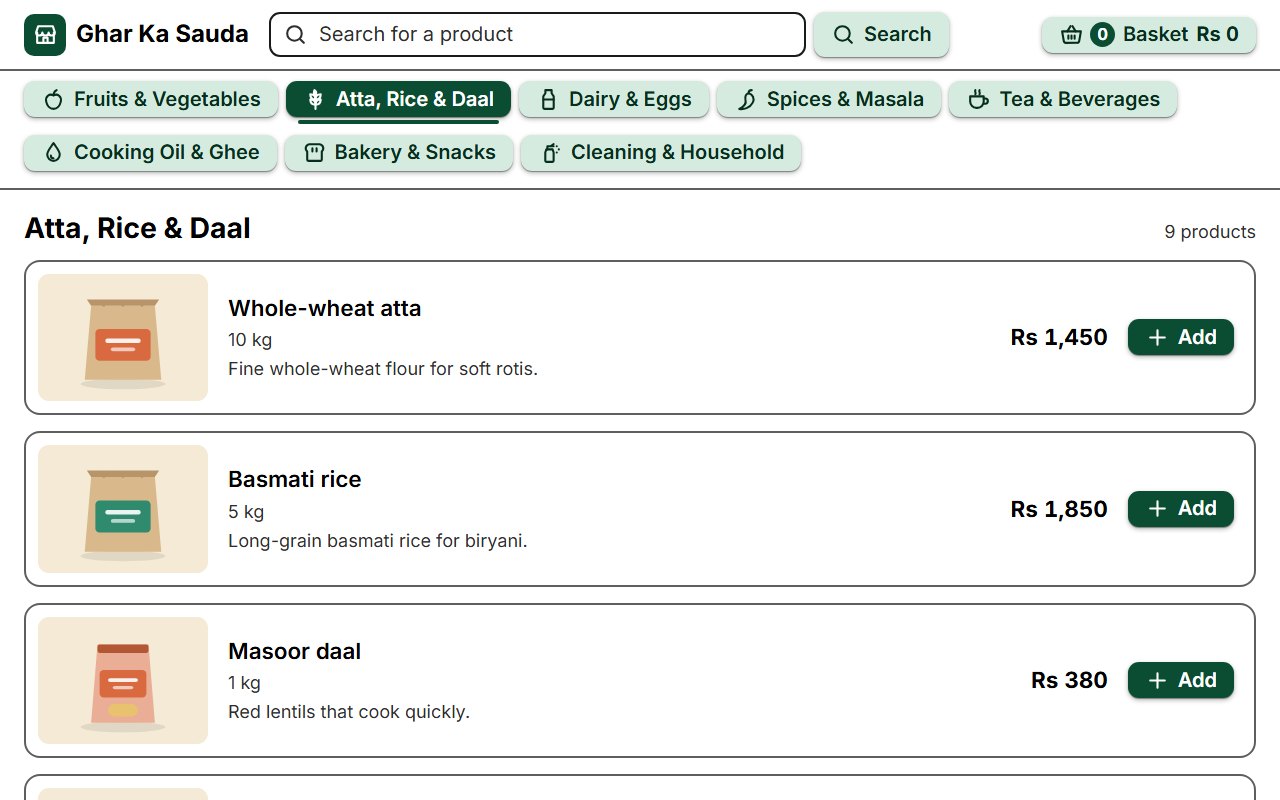 Ghar Ka Sauda
Search for a product
Search
0 Basket Rs 0
Fruits & Vegetables
Atta, Rice & Daal
Dairy & Eggs
Spices & Masala
Tea & Beverages
Cooking Oil & Ghee
Bakery & Snacks
Cleaning & Household
Atta, Rice & Daal
9 products
Whole-wheat atta
10 kg
Fine whole-wheat flour for soft rotis.
Rs 1,450
Add
Basmati rice
5 kg
Long-grain basmati rice for biryani.
Rs 1,850
Add
Masoor daal
1 kg
Red lentils that cook quickly.
Rs 380
Add